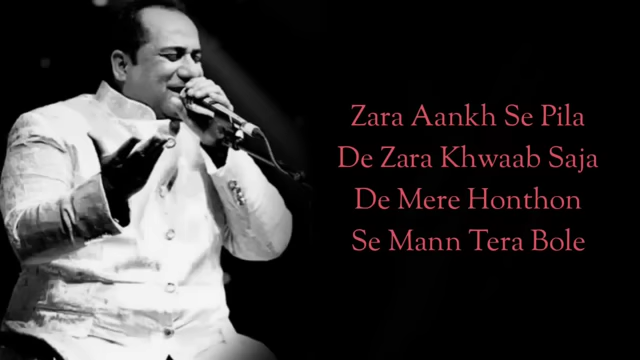 Zara Aankh Se Pila
De Zara Khwaab Saja
De Mere Honthon
Se Mann Tera Bole